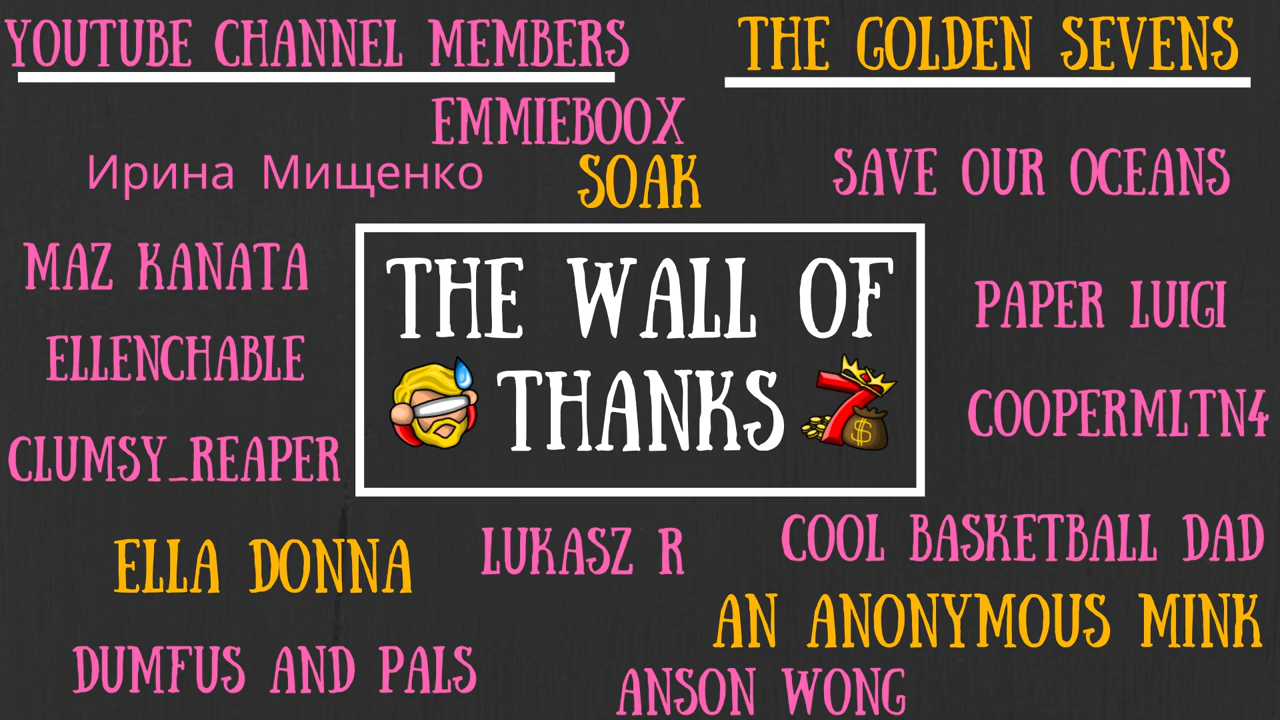 YOUTUBE CHANNEL MEMBERS
THE GOLDEN SEVENS
EMMIEBOOX
Ирина Мищенко
SOAK
SAVE OUR OCEANS
MAZ KANATA
PAPER LUIGI
ELLENCHABLE
COOPERMLTN4
CLUMSY_REAPER
THE WALL OF
THANKS
ELLA DONNA
LUKASZ R
COOL BASKETBALL DAD
AN ANONYMOUS MINK
DUMFUS AND PALS
ANSON WONG